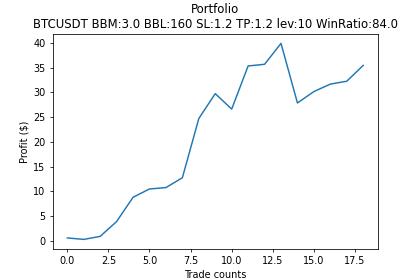 Portfolio
BTCUSDT BBM:3.0 BBL:160 SL:1.2 TP:1.2 lev:10 WinRatio:84.0
40
35
30
25
20
15
10
5
0
Profit ($)
0.0 2.5 5.0 7.5 10.0 12.5 15.0 17.5
Trade counts